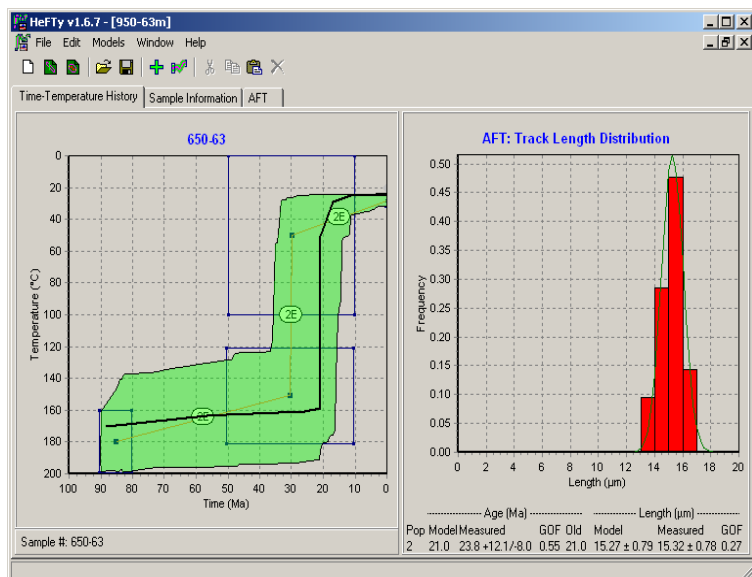 HeFTy v1.6.7 - [950-63m]
File Edit Models Window Help
Time-Temperature History Sample Information AFT
650-63
0
20
40
60
80
100
120
140
160
180
200
Temperature (°C)
2E
2E
2E
100 90 80 70 60 50 40 30 20 10 0
Time (Ma)
Sample #: 650-63
AFT: Track Length Distribution
0.50
0.45
0.40
0.35
0.30
0.25
0.20
0.15
0.10
0.05
0.00
Frequency
0 2 4 6 8 10 12 14 16 18 20
Length (µm)
Age (Ma) Length (µm)
Pop Model Measured GOF Old Model Measured GOF
2 21.0 23.8 +12.1/-8.0 0.55 21.0 15.27 ± 0.79 15.32 ± 0.78 0.27